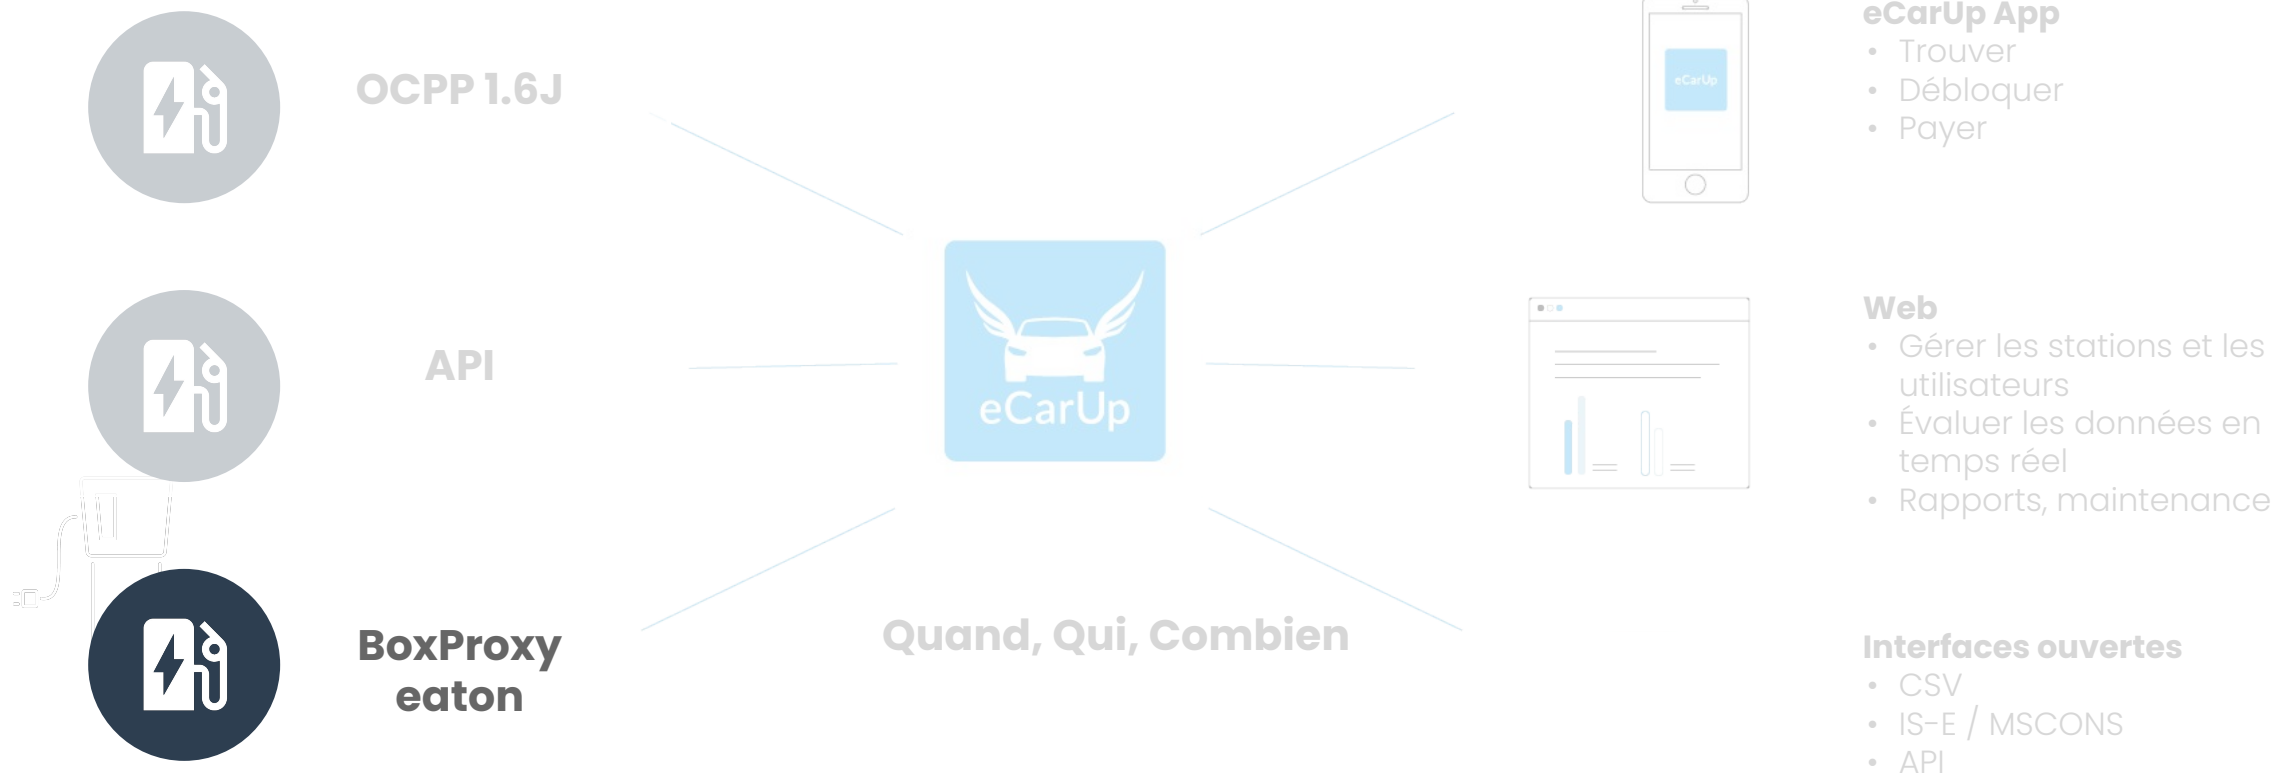 OCPP 1.6J
API
BoxProxy
eaton
eCarUp
Quand, Qui, Combien
eCarUp
eCarUp App
• Trouver
• Débloquer
• Payer
Web
• Gérer les stations et les
utilisateurs
• Évaluer les données en
temps réel
• Rapports, maintenance
Interfaces ouvertes
• CSV
• IS-E / MSCONS
• API